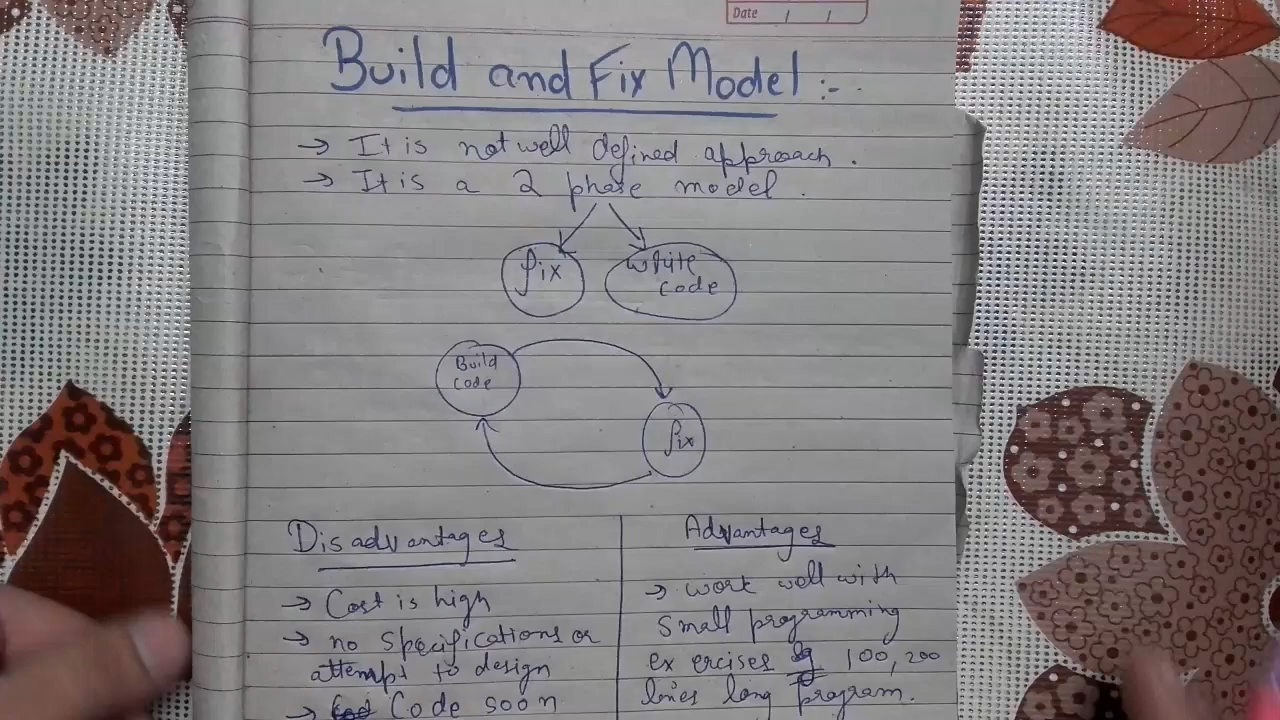 Date / /
Build and Fix Model :-
→ It is not well defined approach.
→ It is a 2 phase model.
fix
write
code
Build
code
fix
Disadvantages
→ Cost is high
→ no specifications or
attempt to design
→ Code soon
Advantages
→ work well with
small programming
exercises 100, 200
lines long program.